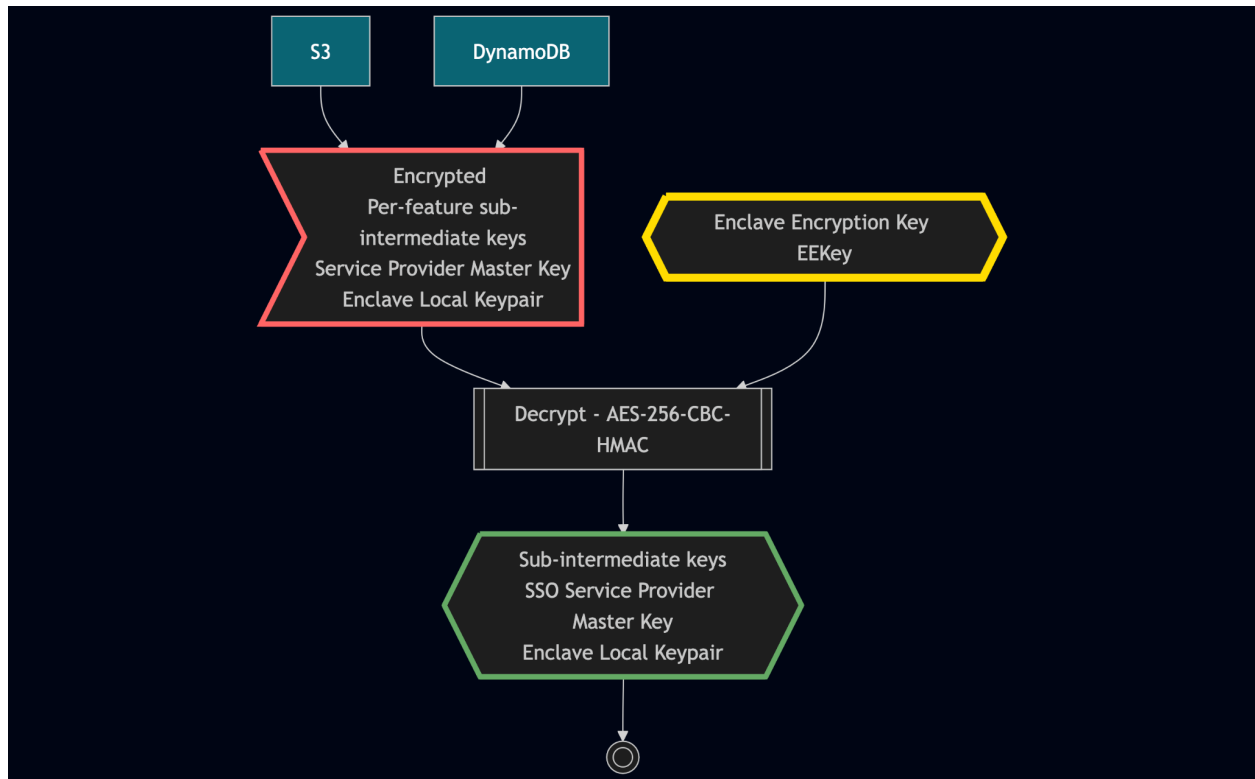 S3
DynamoDB
Encrypted
Per-feature sub-
intermediate keys
Service Provider Master Key
Enclave Local Keypair
Enclave Encryption Key
EEKey
Decrypt - AES-256-CBC-
HMAC
Sub-intermediate keys
SSO Service Provider
Master Key
Enclave Local Keypair